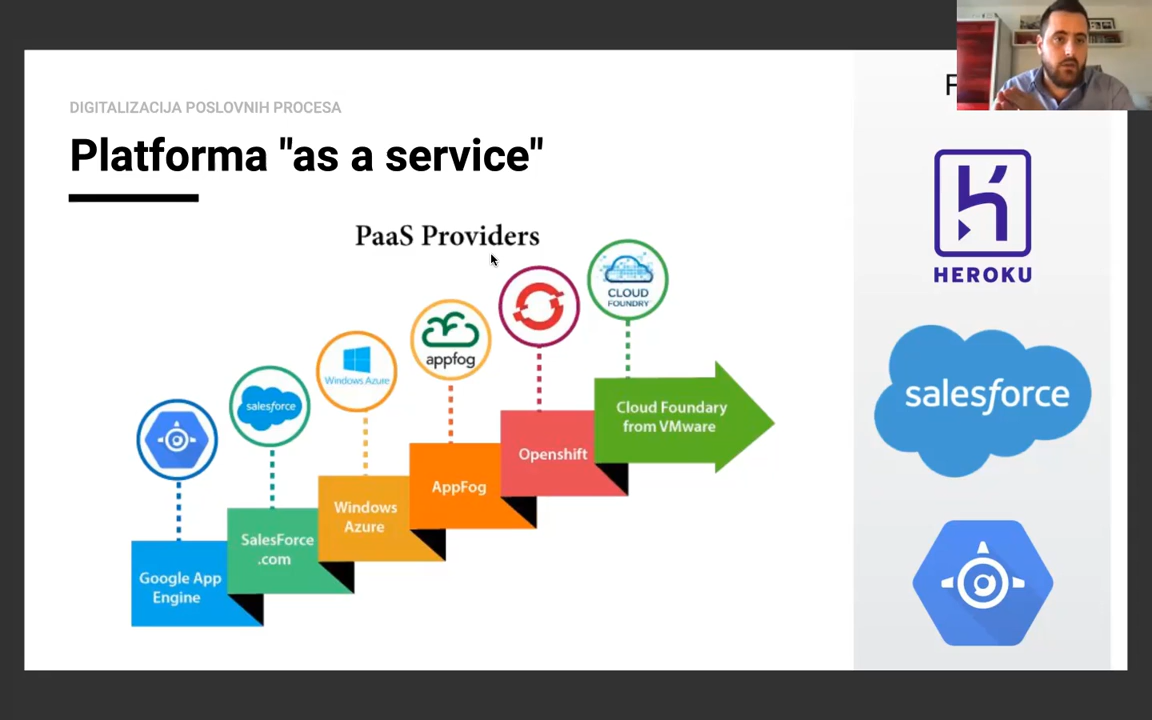 DIGITALIZACIJA POSLOVNIH PROCESA
Platforma "as a service"
PaaS Providers
CLOUD
FOUNDRY
appfog
Windows Azure
salesforce
Cloud Foundary
from VMware
Openshift
AppFog
Windows
Azure
SalesForce
.com
Google App
Engine
F
HEROKU
salesforce